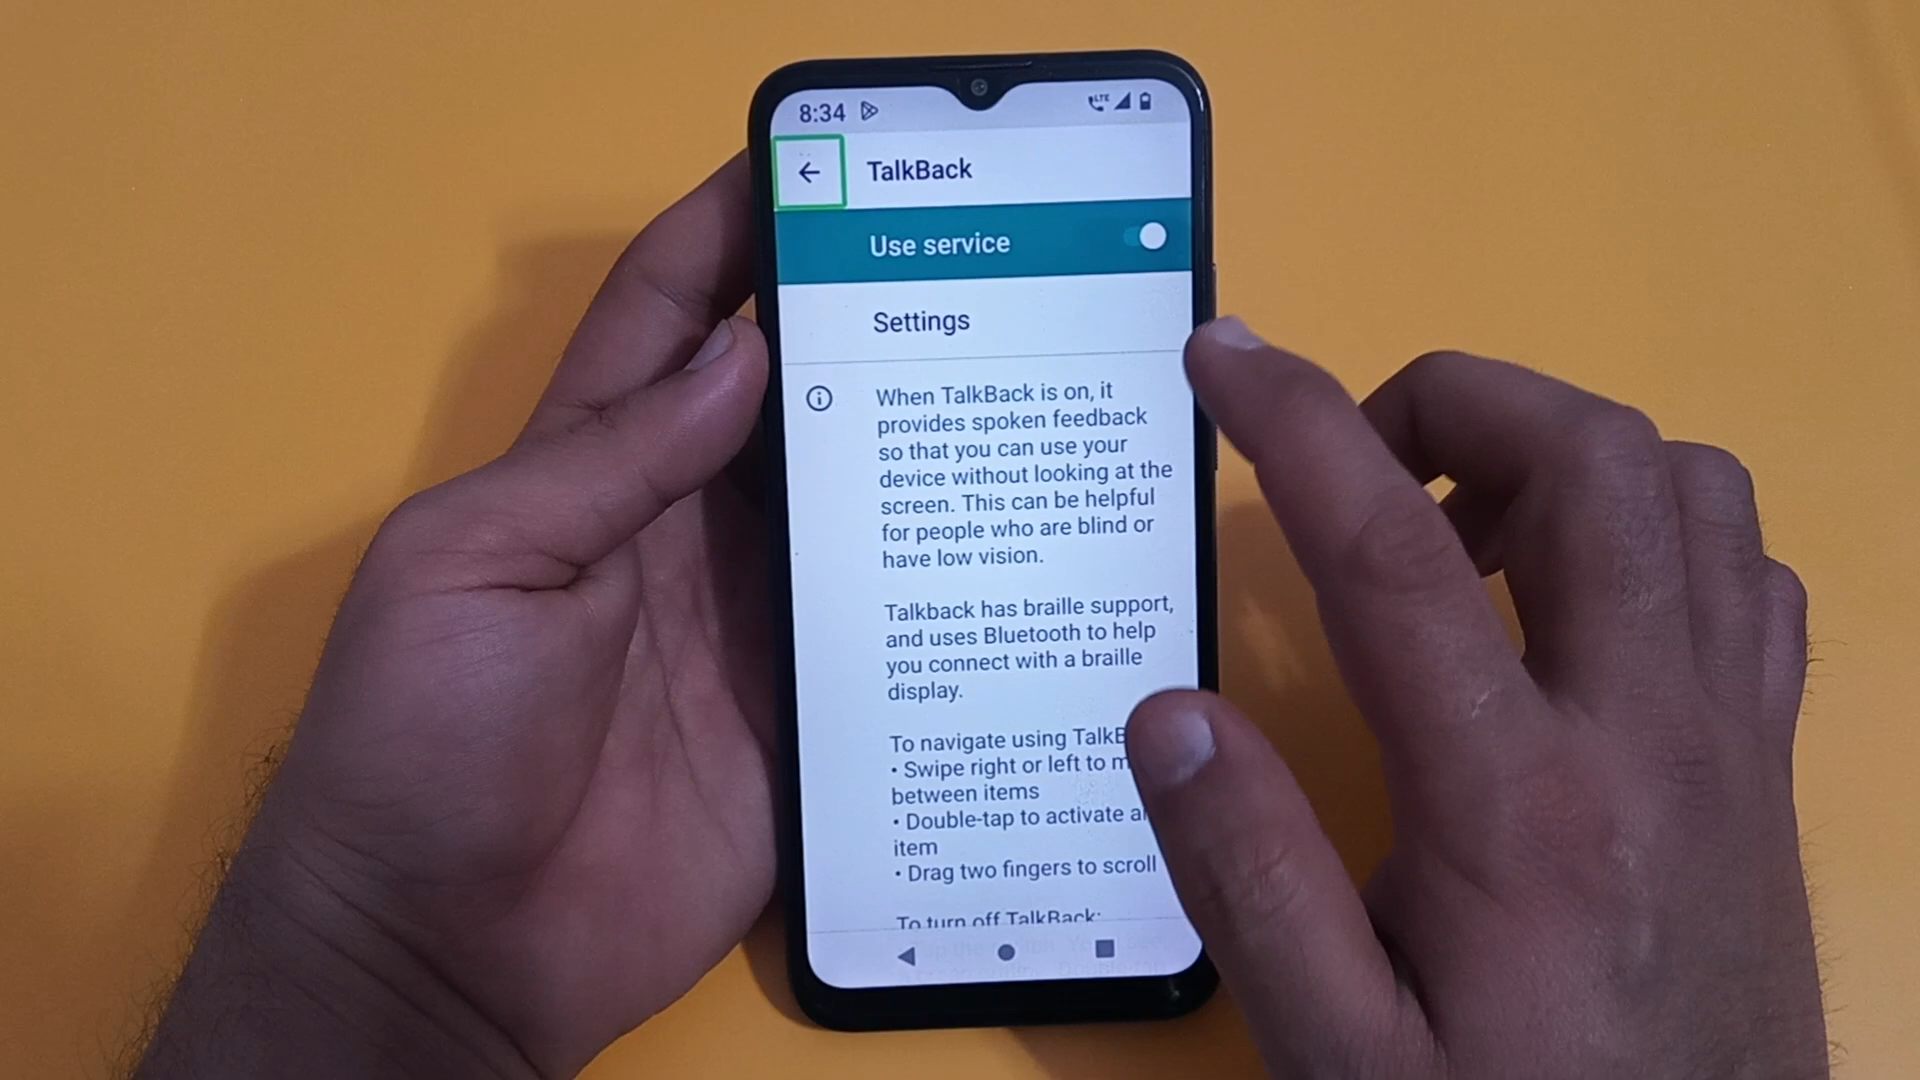 8:34 LTE
TalkBack
Use service
Settings
When TalkBack is on, it
provides spoken feedback
so that you can use your
device without looking at the
screen. This can be helpful
for people who are blind or
have low vision.
Talkback has braille support,
and uses Bluetooth to help
you connect with a braille
display.
To navigate using
• Swipe right or left to
between items
• Double-tap to activate
item
• Drag two fingers to scroll
To turn off TalkBack: